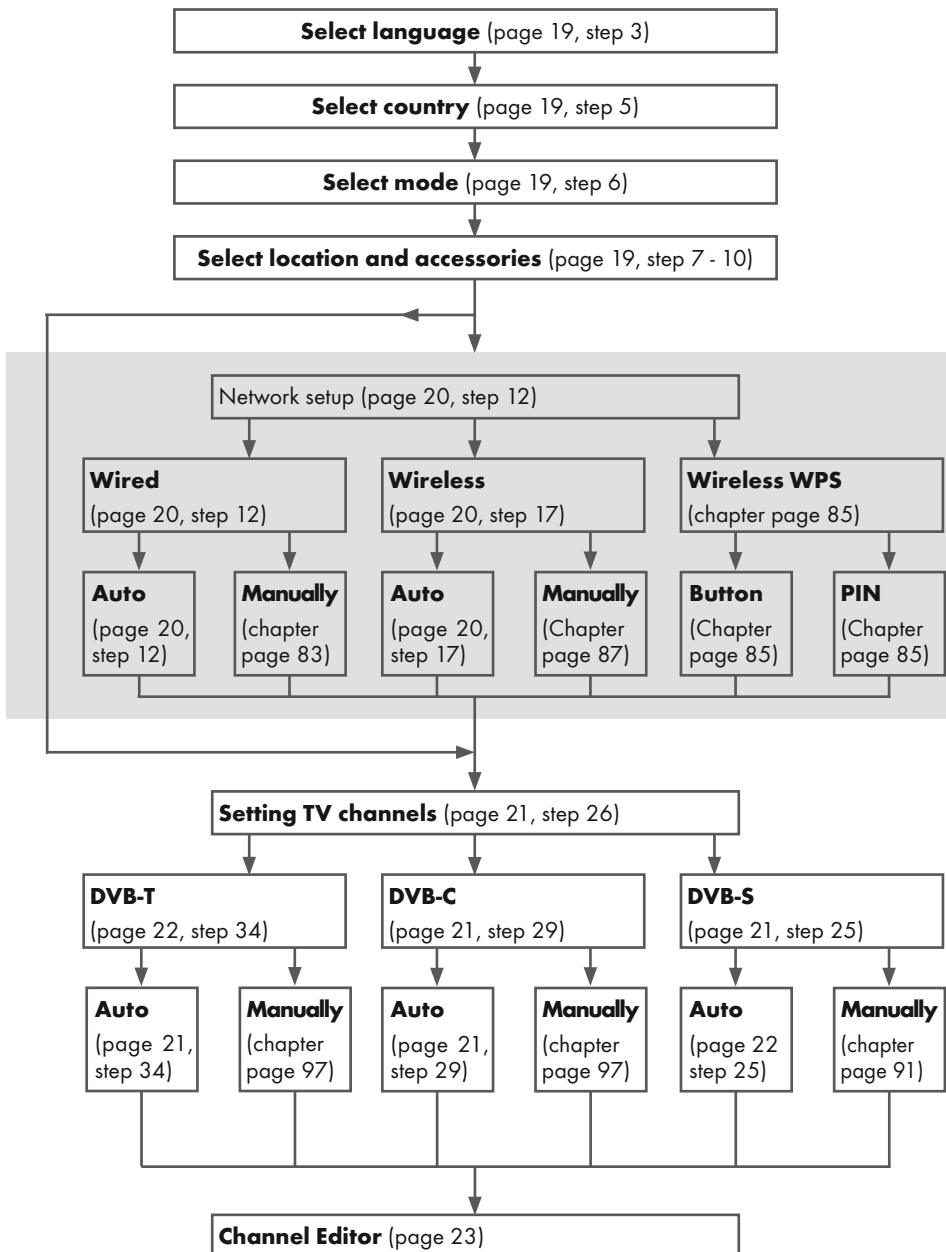 Select language (page 19, step 3)
Select country (page 19, step 5)
Select mode (page 19, step 6)
Select location and accessories (page 19, step 7 - 10)
Network setup (page 20, step 12)
Wired
(page 20, step 12)
Wireless
(page 20, step 17)
Wireless WPS
(chapter page 85)
Auto
(page 20,
step 12)
Manually
(chapter
page 83)
Auto
(page 20,
step 17)
Manually
(Chapter
page 87)
Button
(Chapter
page 85)
PIN
(Chapter
page 85)
Setting TV channels (page 21, step 26)
DVB-T
(page 22, step 34)
DVB-C
(page 21, step 29)
DVB-S
(page 21, step 25)
Auto
(page 21,
step 34)
Manually
(chapter
page 97)
Auto
(page 21,
step 29)
Manually
(chapter
page 97)
Auto
(page 22
step 25)
Manually
(chapter
page 91)
Channel Editor (page 23)